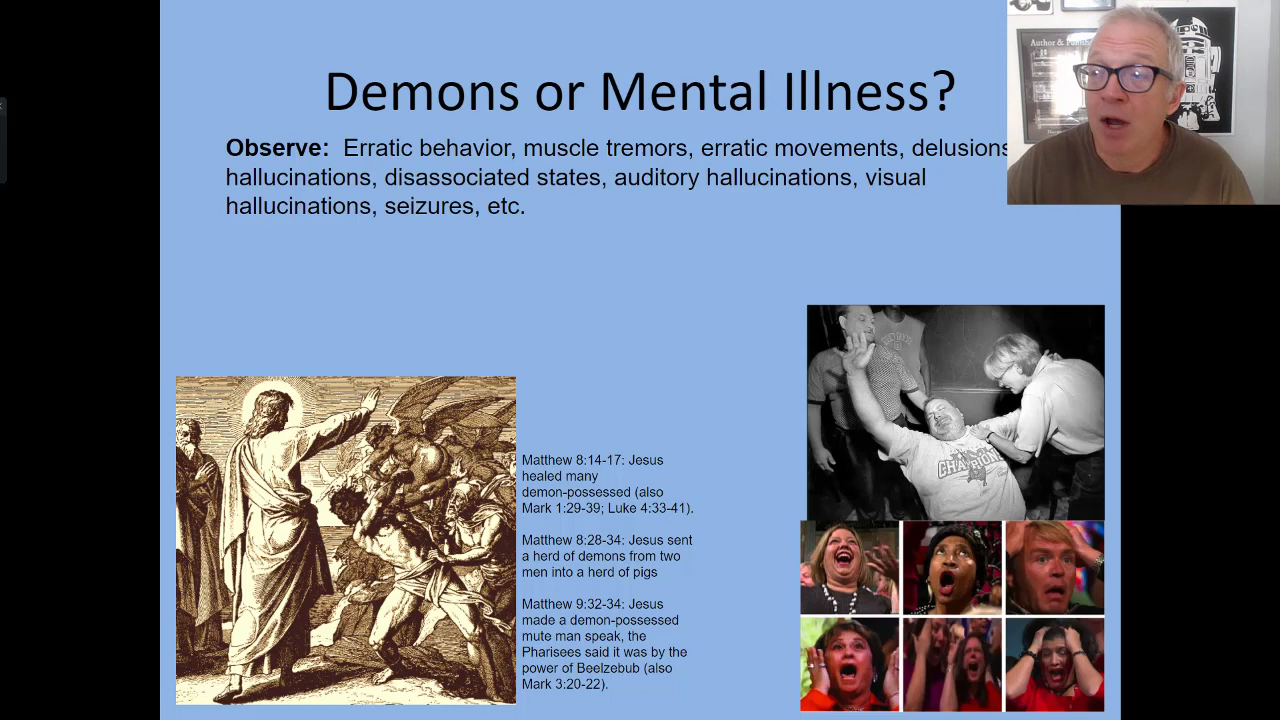 Author & Pu
Demons or Mental Illness?
Observe: Erratic behavior, muscle tremors, erratic movements, delusions
hallucinations, disassociated states, auditory hallucinations, visual
hallucinations, seizures, etc.
CHAMPION
Matthew 8:14-17: Jesus
healed many
demon-possessed (also
Mark 1:29-39; Luke 4:33-41).
Matthew 8:28-34: Jesus sent
a herd of demons from two
men into a herd of pigs
Matthew 9:32-34: Jesus
made a demon-possessed
mute man speak, the
Pharisees said it was by the
power of Beelzebub (also
Mark 3:20-22).